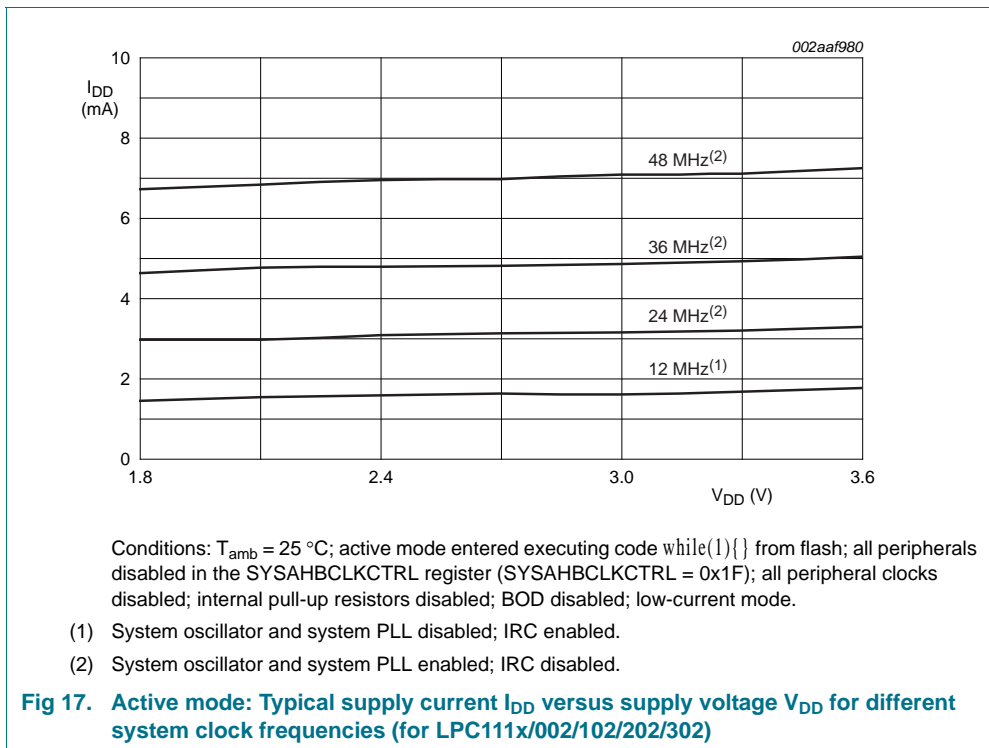 002aaf980
10
I_DD
(mA)
8
48 MHz(2)
6
36 MHz(2)
4
24 MHz(2)
12 MHz(1)
2
0
1.8 2.4 3.0 3.6
V_DD (V)
Conditions: T_amb = 25 °C; active mode entered executing code while(1){} from flash; all peripherals
disabled in the SYSAHBCLKCTRL register (SYSAHBCLKCTRL = 0x1F); all peripheral clocks
disabled; internal pull-up resistors disabled; BOD disabled; low-current mode.
(1) System oscillator and system PLL disabled; IRC enabled.
(2) System oscillator and system PLL enabled; IRC disabled.
Fig 17. Active mode: Typical supply current I_DD versus supply voltage V_DD for different
system clock frequencies (for LPC111x/002/102/202/302)